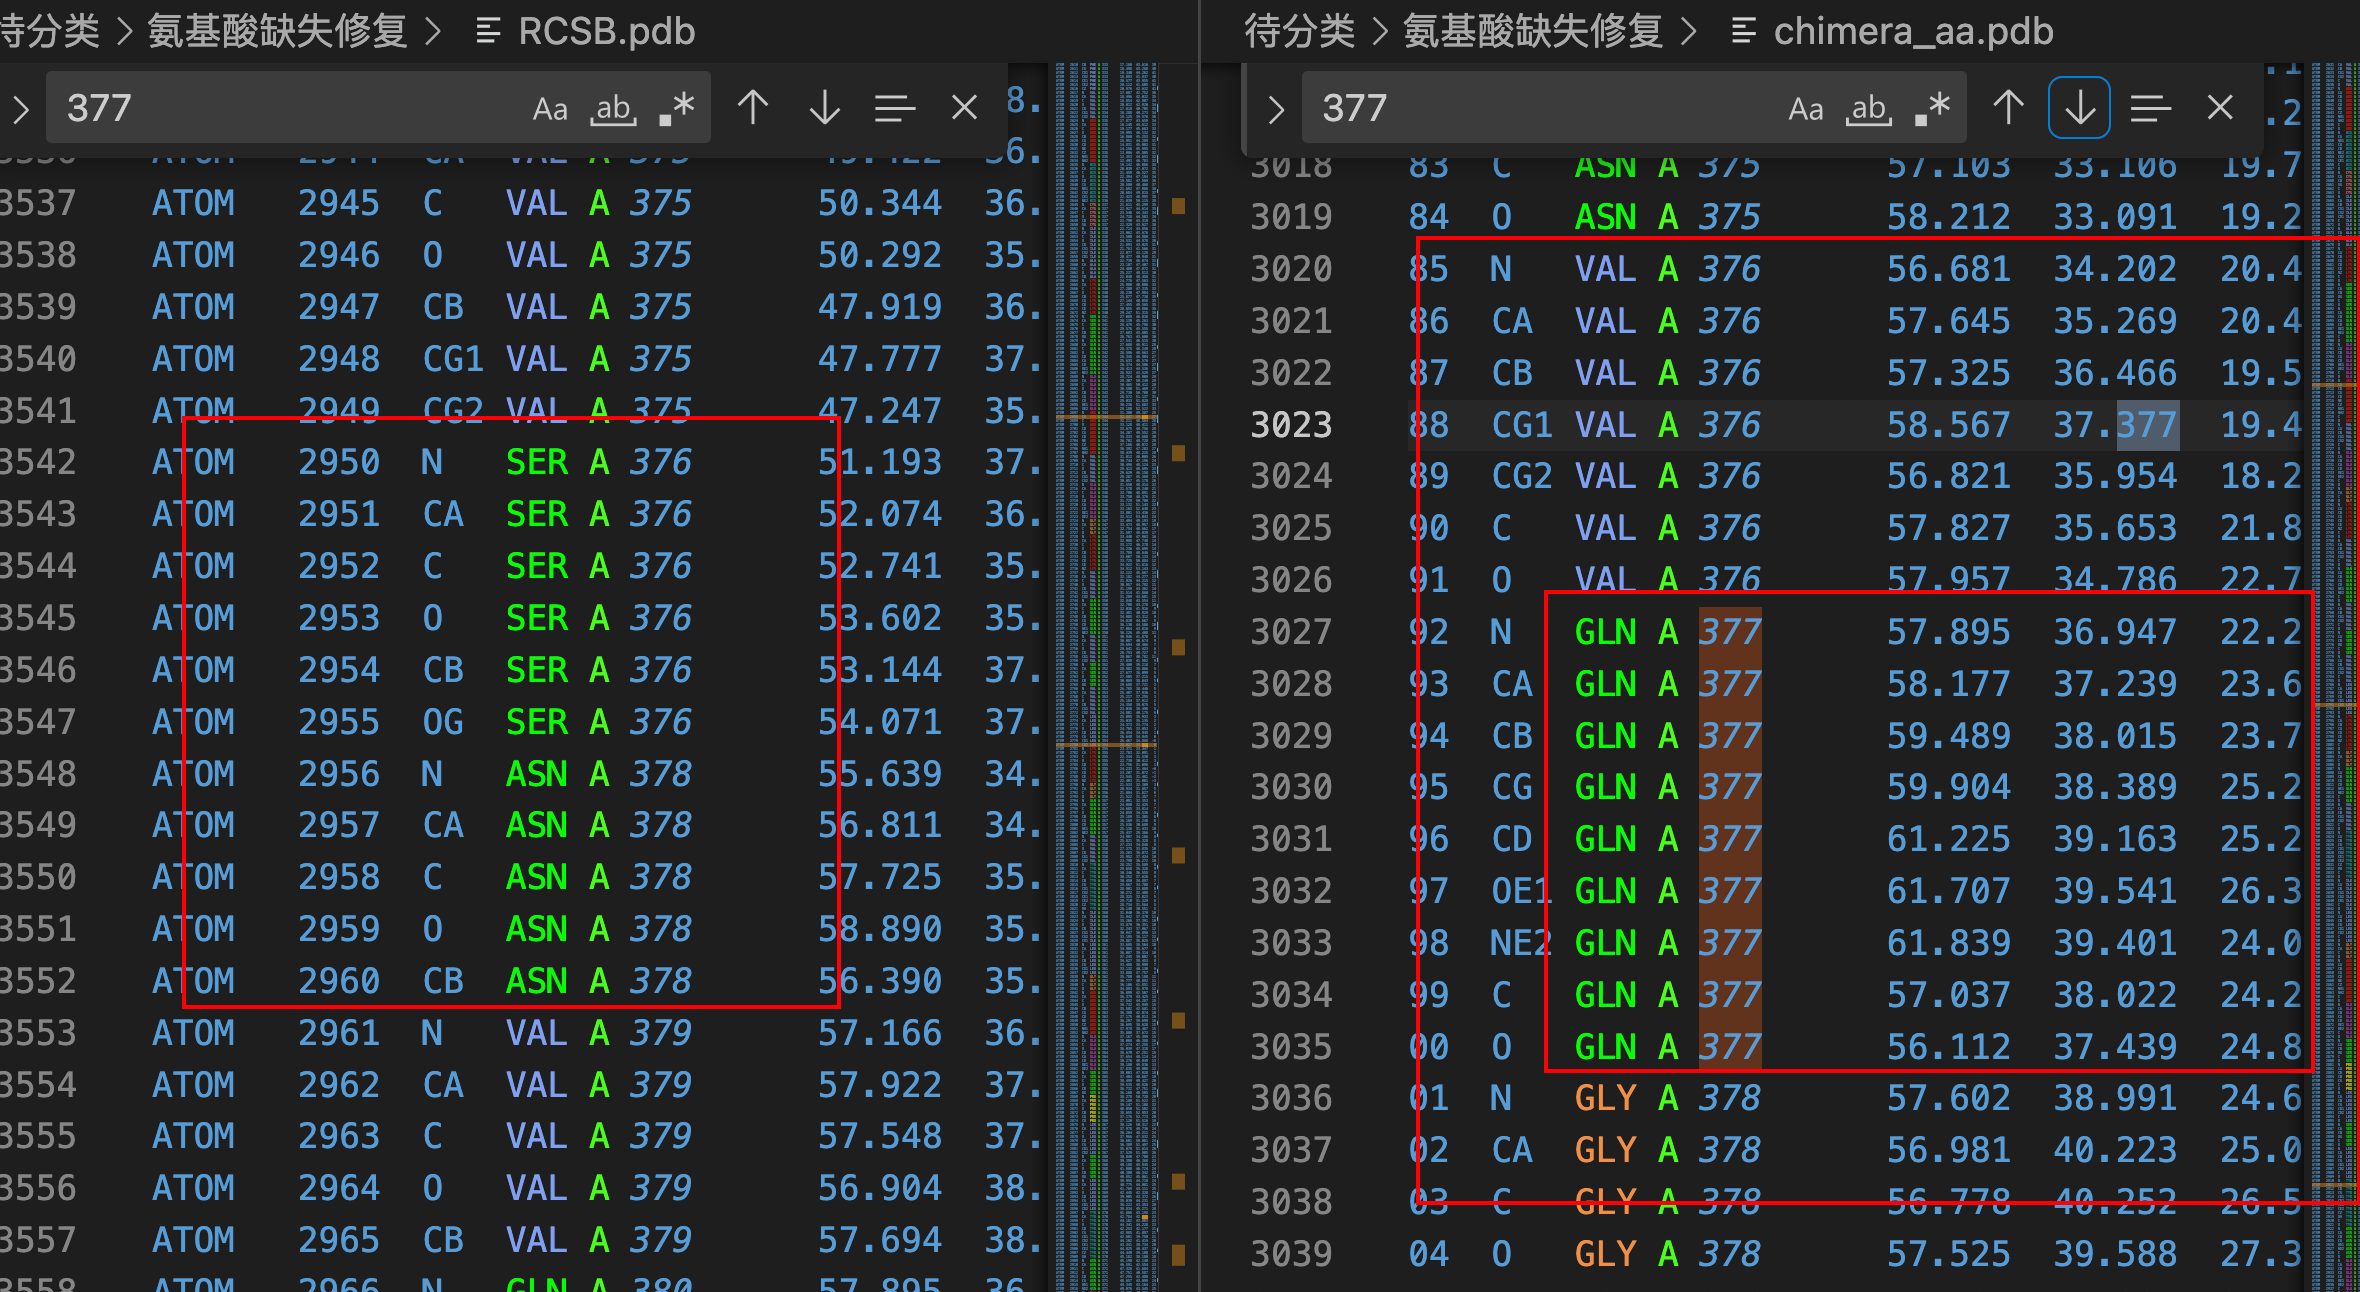 待分类 > 氨基酸缺失修复 > RCSB.pdb
377 Aa ab .*
8.
6.
3537 ATOM 2945 C VAL A 375 50.344 36.
3538 ATOM 2946 O VAL A 375 50.292 35.
3539 ATOM 2947 CB VAL A 375 47.919 36.
3540 ATOM 2948 CG1 VAL A 375 47.777 37.
3541 ATOM 2949 CG2 VAL A 375 47.247 35.
3542 ATOM 2950 N SER A 376 51.193 37.
3543 ATOM 2951 CA SER A 376 52.074 36.
3544 ATOM 2952 C SER A 376 52.741 35.
3545 ATOM 2953 O SER A 376 53.602 35.
3546 ATOM 2954 CB SER A 376 53.144 37.
3547 ATOM 2955 OG SER A 376 54.071 37.
3548 ATOM 2956 N ASN A 378 55.639 34.
3549 ATOM 2957 CA ASN A 378 56.811 34.
3550 ATOM 2958 C ASN A 378 57.725 35.
3551 ATOM 2959 O ASN A 378 58.890 35.
3552 ATOM 2960 CB ASN A 378 56.390 35.
3553 ATOM 2961 N VAL A 379 57.166 36.
3554 ATOM 2962 CA VAL A 379 57.922 37.
3555 ATOM 2963 C VAL A 379 57.548 37.
3556 ATOM 2964 O VAL A 379 56.904 38.
3557 ATOM 2965 CB VAL A 379 57.694 38.
3558 ATOM 2966 N GLN A 380 57.895 36.
待分类 > 氨基酸缺失修复 > chimera_aa.pdb
377 Aa ab .*
.2
3018 83 C ASN A 375 57.103 33.106 19.7
3019 84 O ASN A 375 58.212 33.091 19.2
3020 85 N VAL A 376 56.681 34.202 20.4
3021 86 CA VAL A 376 57.645 35.269 20.4
3022 87 CB VAL A 376 57.325 36.466 19.5
3023 88 CG1 VAL A 376 58.567 37.377 19.4
3024 89 CG2 VAL A 376 56.821 35.954 18.2
3025 90 C VAL A 376 57.827 35.653 21.8
3026 91 O VAL A 376 57.957 34.786 22.7
3027 92 N GLN A 377 57.895 36.947 22.2
3028 93 CA GLN A 377 58.177 37.239 23.6
3029 94 CB GLN A 377 59.489 38.015 23.7
3030 95 CG GLN A 377 59.904 38.389 25.2
3031 96 CD GLN A 377 61.225 39.163 25.2
3032 97 OE1 GLN A 377 61.707 39.541 26.3
3033 98 NE2 GLN A 377 61.839 39.401 24.0
3034 99 C GLN A 377 57.037 38.022 24.2
3035 00 O GLN A 377 56.112 37.439 24.8
3036 01 N GLY A 378 57.602 38.991 24.6
3037 02 CA GLY A 378 56.981 40.223 25.0
3038 03 C GLY A 378 56.778 40.252 26.5
3039 04 O GLY A 378 57.525 39.588 27.3